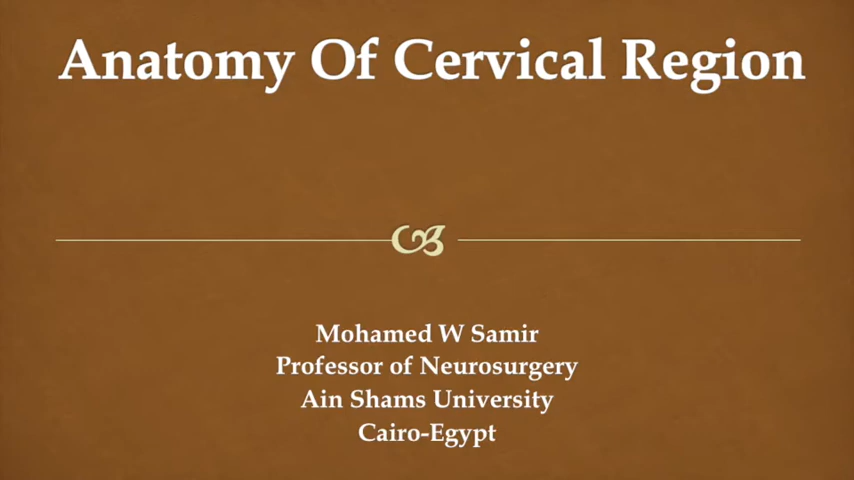 Anatomy Of Cervical Region
Mohamed W Samir
Professor of Neurosurgery
Ain Shams University
Cairo-Egypt